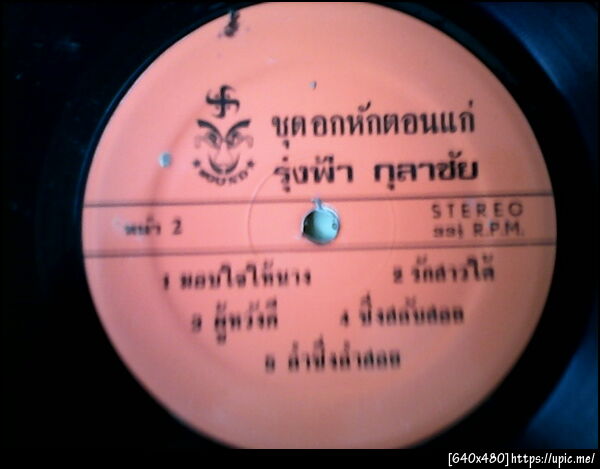 ชุดอกหักตอนแก่
รุ่งฟ้า กุลาชัย
หน้า 2
STEREO
33⅓ R.P.M.
1 มอบใจให้นาง 2 รักสาวใต้
3 ผู้หวังดี 4 ซึ่งสลับสอย
5 ลำซึ่งลำสอย
[640x480]https://upic.me/